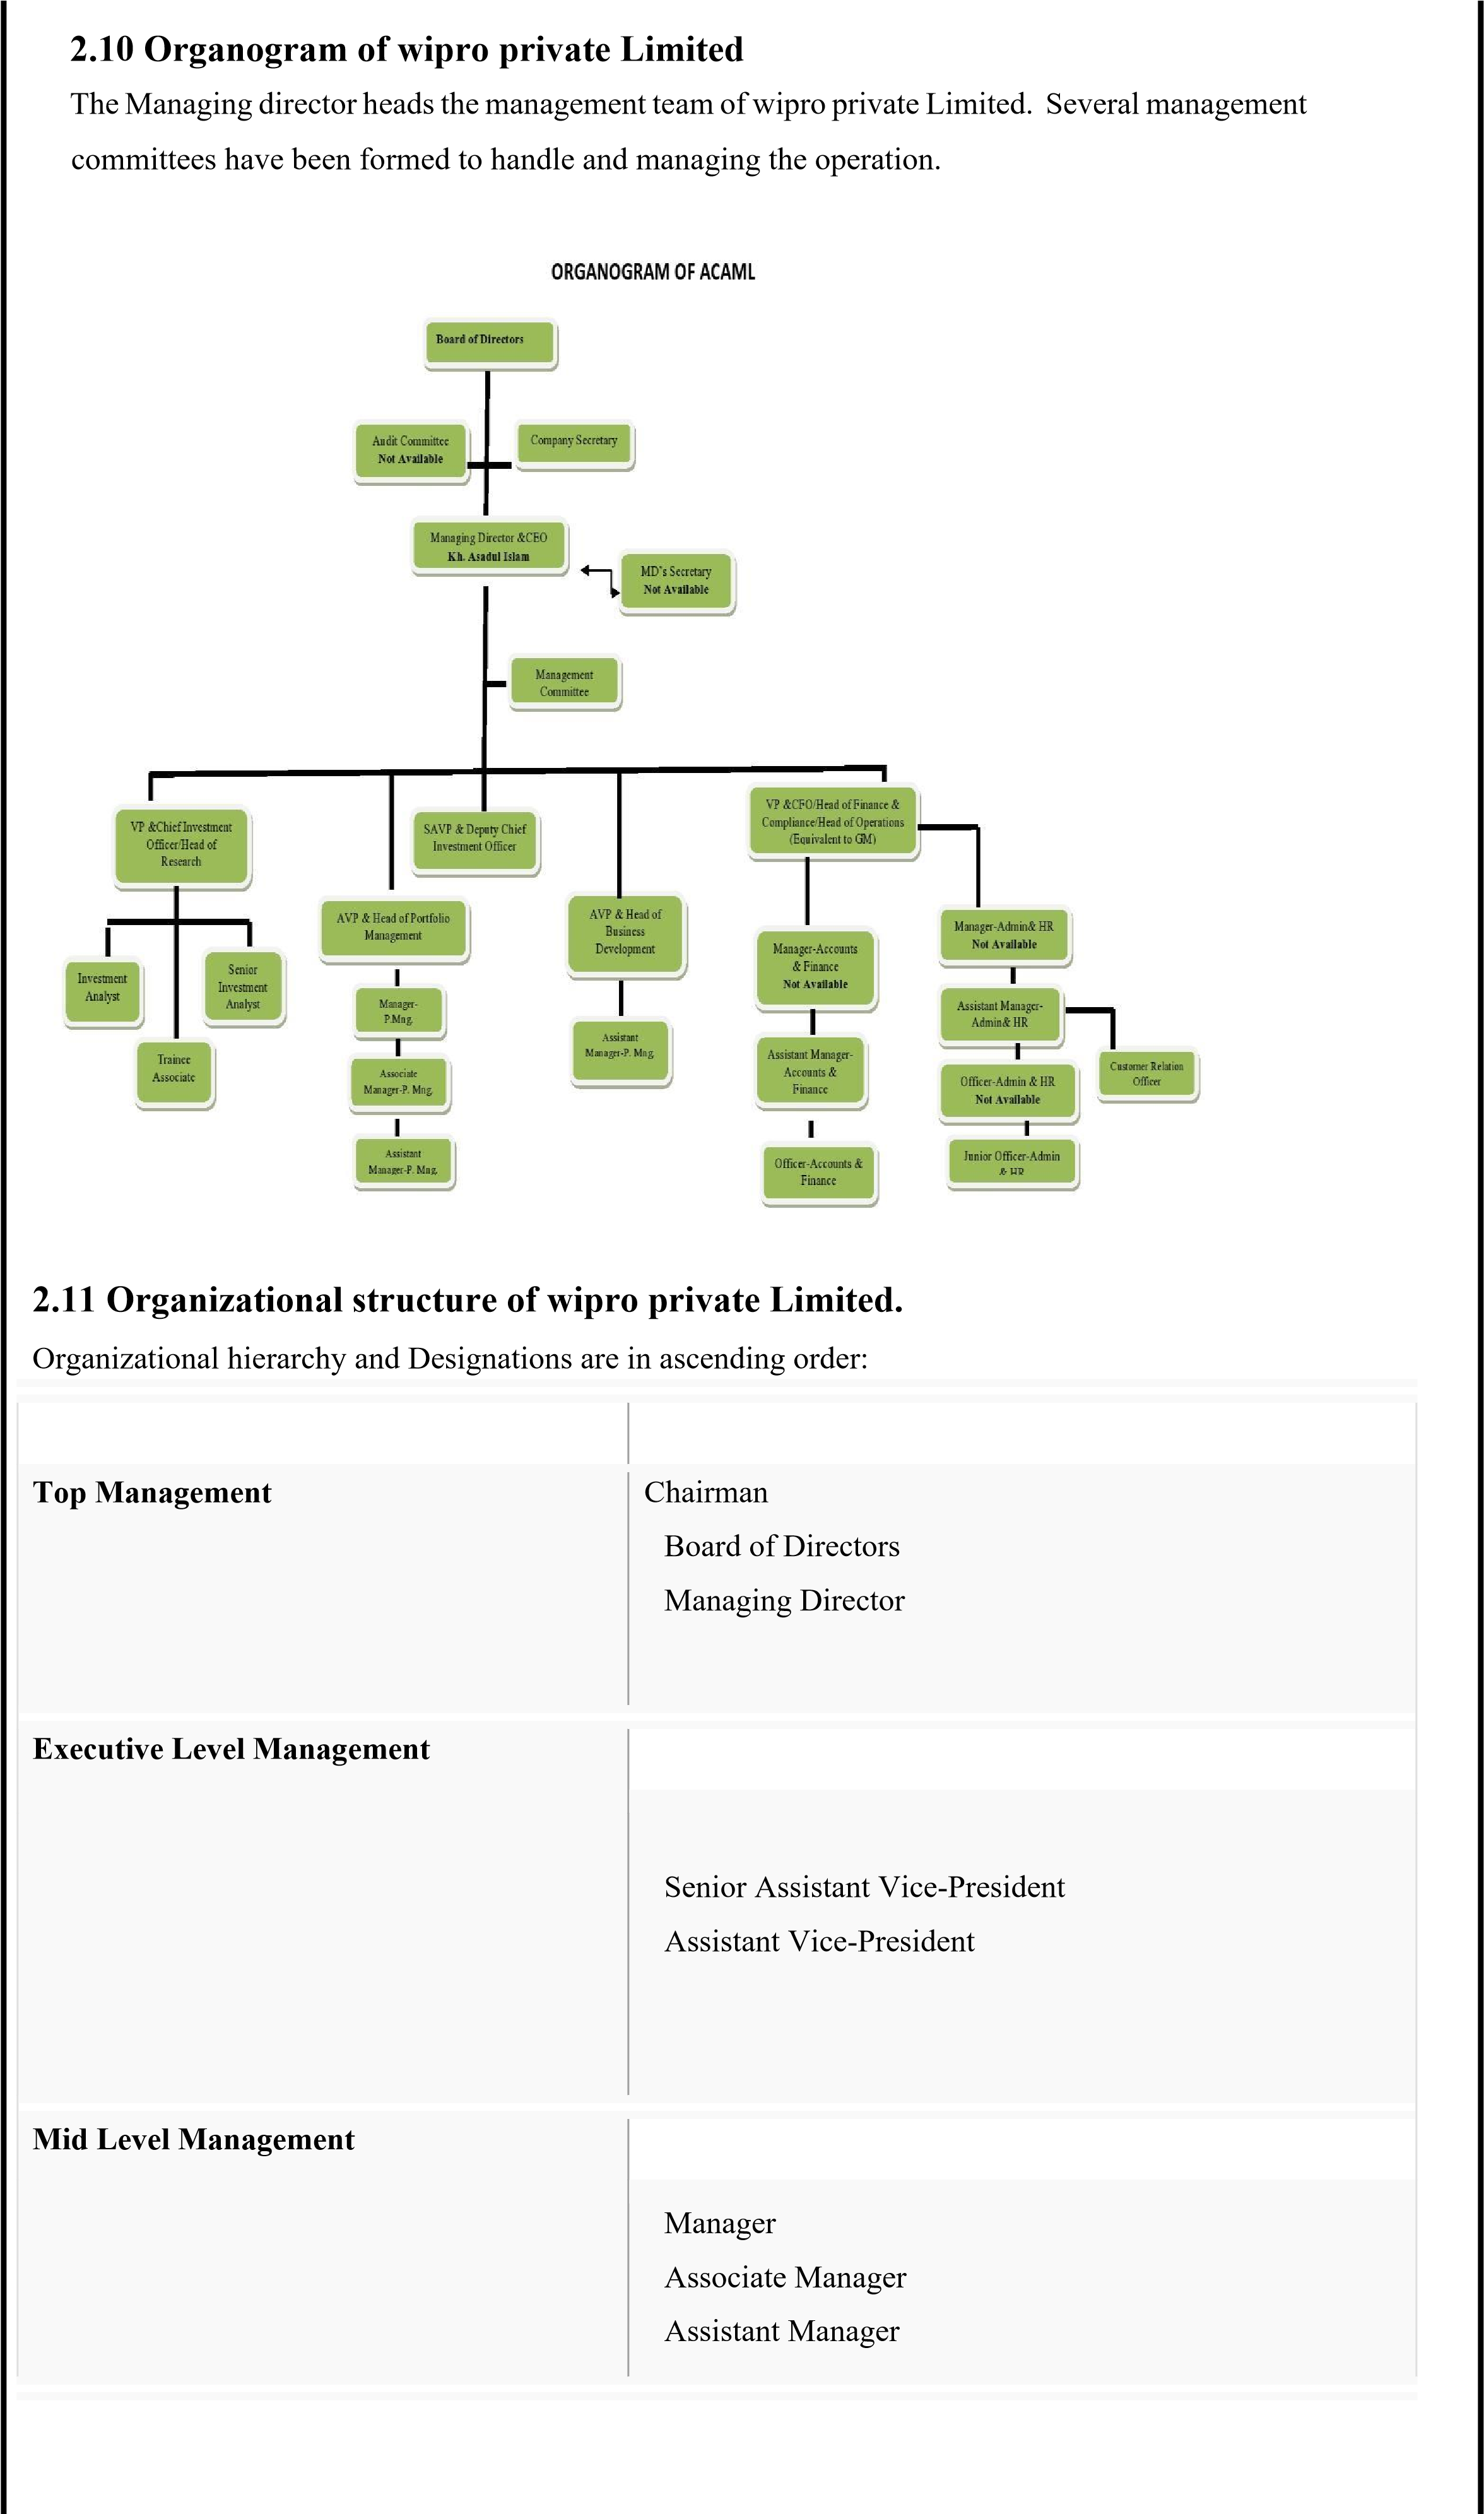 2.10 Organogram of wipro private Limited
The Managing director heads the management team of wipro private Limited.  Several management
committees have been formed to handle and managing the operation.
ORGANOGRAM OF ACAML
Board of Directors
Audit Committee
Not Available
Company Secretary
Managing Director &CEO
Kh. Asadul Islam
MD's Secretary
Not Available
Management
Committee
VP &Chief Investment
Officer/Head of
Research
SAVP & Deputy Chief
Investment Officer
VP &CFO/Head of Finance &
Compliance/Head of Operations
(Equivalent to GM)
AVP & Head of Portfolio
Management
AVP & Head of
Business
Development
Investment
Analyst
Senior
Investment
Analyst
Trainee
Associate
Manager-
P.Mng.
Associate
Manager-P. Mng.
Assistant
Manager-P. Mng.
Assistant
Manager-P. Mng.
Manager-Accounts
& Finance
Not Available
Assistant Manager-
Accounts &
Finance
Officer-Accounts &
Finance
Manager-Admin& HR
Not Available
Assistant Manager-
Admin& HR
Customer Relation
Officer
Officer-Admin & HR
Not Available
Junior Officer-Admin
& HR
2.11 Organizational structure of wipro private Limited.
Organizational hierarchy and Designations are in ascending order:
Top Management
Chairman
Board of Directors
Managing Director
Executive Level Management
Senior Assistant Vice-President
Assistant Vice-President
Mid Level Management
Manager
Associate Manager
Assistant Manager